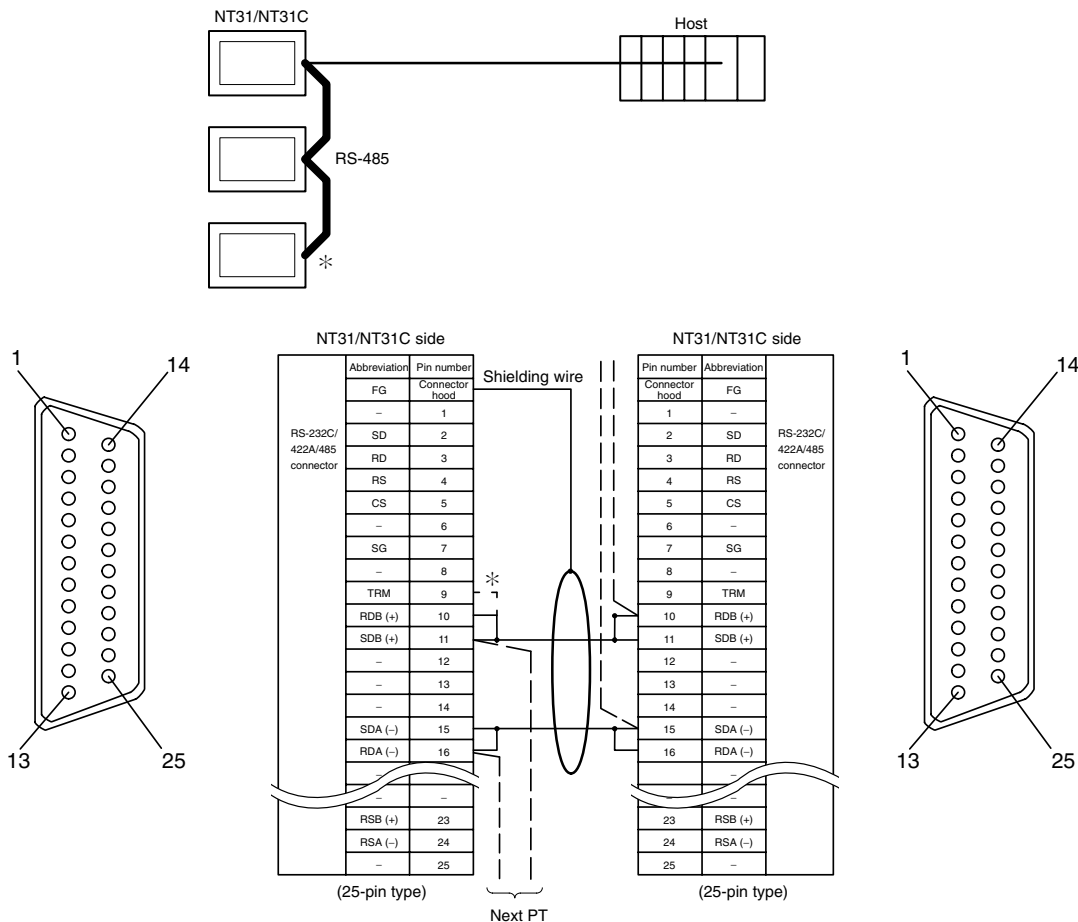 NT31/NT31C
Host
RS-485
*
NT31/NT31C side
NT31/NT31C side
1
14
13
25
Abbreviation Pin number
FG Connector hood
– 1
RS-232C/
422A/485
connector
SD 2
RD 3
RS 4
CS 5
– 6
SG 7
– 8
TRM 9
RDB (+) 10
SDB (+) 11
– 12
– 13
– 14
SDA (–) 15
RDA (–) 16
–
– –
RSB (+) 23
RSA (–) 24
– 25
(25-pin type)
Shielding wire
*
Next PT
Pin number Abbreviation
Connector hood FG
1 –
2 SD
3 RD
4 RS
5 CS
6 –
7 SG
8 –
9 TRM
10 RDB (+)
11 SDB (+)
12 –
13 –
14 –
15 SDA (–)
16 RDA (–)
–
– –
23 RSB (+)
24 RSA (–)
25 –
RS-232C/
422A/485
connector
(25-pin type)
1
14
13
25